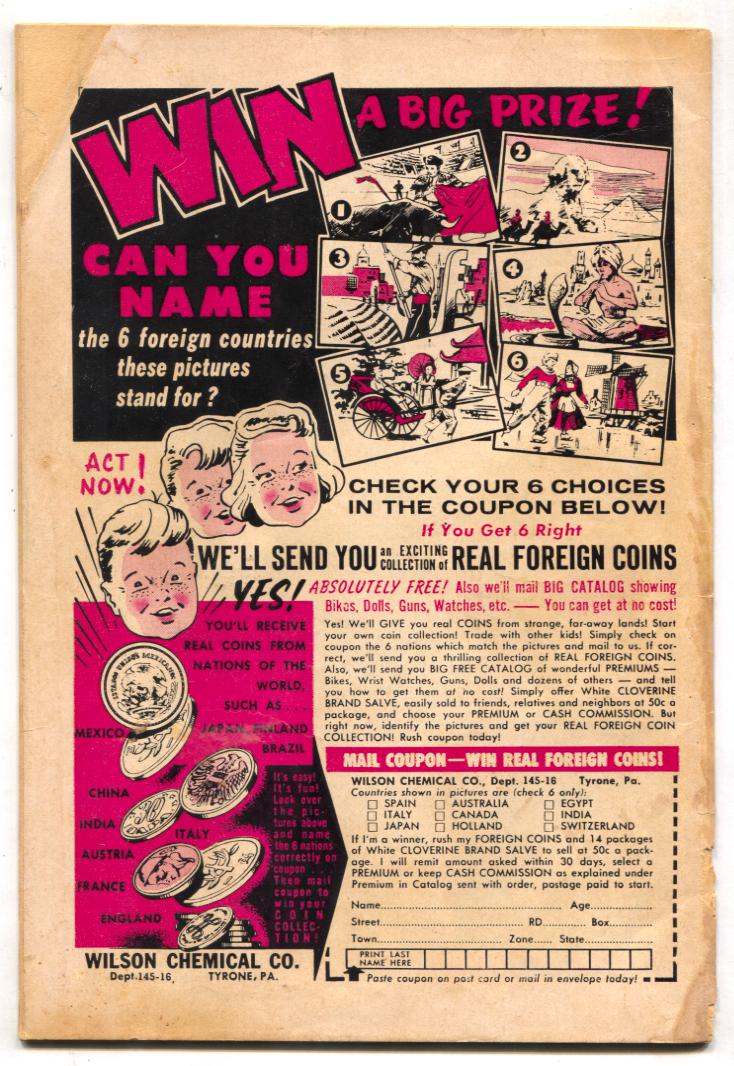 WIN
A BIG PRIZE!
CAN YOU
NAME
the 6 foreign countries
these pictures
stand for?
1
2
3
4
5
6
ACT
NOW!
CHECK YOUR 6 CHOICES
IN THE COUPON BELOW!
If You Get 6 Right
WE'LL SEND YOU an EXCITING COLLECTION of REAL FOREIGN COINS
YES!
ABSOLUTELY FREE! Also we'll mail BIG CATALOG showing
Bikes, Dolls, Guns, Watches, etc. — You can get at no cost!
YOU'LL RECEIVE
REAL COINS FROM
NATIONS OF THE
WORLD,
SUCH AS...
MEXICO
JAPAN, FINLAND
BRAZIL
CHINA
INDIA
ITALY
AUSTRIA
FRANCE
ENGLAND
ESTADOS UNIDOS MEXICANOS
It's easy!
It's fun!
Look over
the pic-
tures above
and name
the 6 nations
correctly on
coupon...
Then mail
coupon to
win your
COIN
COLLEC-
TION!
Yes! We'll GIVE you real COINS from strange, far-away lands! Start
your own coin collection! Trade with other kids! Simply check on
coupon the 6 nations which match the pictures and mail to us. If cor-
rect, we'll send you a thrilling collection of REAL FOREIGN COINS.
Also, we'll send you BIG FREE CATALOG of wonderful PREMIUMS —
Bikes, Wrist Watches, Guns, Dolls and dozens of others — and tell
you how to get them at no cost! Simply offer White CLOVERINE
BRAND SALVE, easily sold to friends, relatives and neighbors at 50c a
package, and choose your PREMIUM or CASH COMMISSION. But
right now, identify the pictures and get your REAL FOREIGN COIN
COLLECTION! Rush coupon today!
MAIL COUPON—WIN REAL FOREIGN COINS!
WILSON CHEMICAL CO., Dept. 145-16 Tyrone, Pa.
Countries shown in pictures are (check 6 only):
☐ SPAIN ☐ AUSTRALIA ☐ EGYPT
☐ ITALY ☐ CANADA ☐ INDIA
☐ JAPAN ☐ HOLLAND ☐ SWITZERLAND
If I'm a winner, rush my FOREIGN COINS and 14 packages
of White CLOVERINE BRAND SALVE to sell at 50c a pack-
age. I will remit amount asked within 30 days, select a
PREMIUM or keep CASH COMMISSION as explained under
Premium in Catalog sent with order, postage paid to start.
Name.......... Age..........
Street.......... RD.......... Box..........
Town.......... Zone..... State..........
PRINT LAST
NAME HERE
Paste coupon on post card or mail in envelope today!
WILSON CHEMICAL CO.
Dept. 145-16 TYRONE, PA.